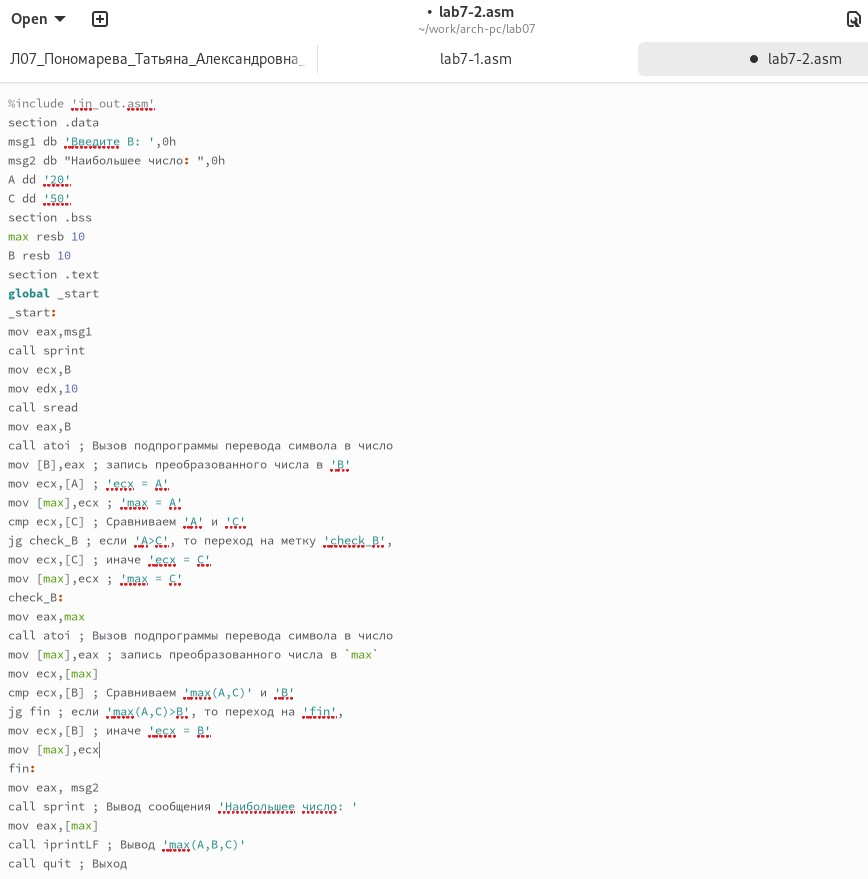 Open
• lab7-2.asm
~/work/arch-pc/lab07
Л07_Пономарева_Татьяна_Александровна_
lab7-1.asm
● lab7-2.asm
%include 'in_out.asm'
section .data
msg1 db 'Введите B: ',0h
msg2 db "Наибольшее число: ",0h
A dd '20'
C dd '50'
section .bss
max resb 10
B resb 10
section .text
global _start
_start:
mov eax,msg1
call sprint
mov ecx,B
mov edx,10
call sread
mov eax,B
call atoi ; Вызов подпрограммы перевода символа в число
mov [B],eax ; запись преобразованного числа в 'B'
mov ecx,[A] ; 'ecx = A'
mov [max],ecx ; 'max = A'
cmp ecx,[C] ; Сравниваем 'A' и 'C'
jg check_B ; если 'A>C', то переход на метку 'check_B',
mov ecx,[C] ; иначе 'ecx = C'
mov [max],ecx ; 'max = C'
check_B:
mov eax,max
call atoi ; Вызов подпрограммы перевода символа в число
mov [max],eax ; запись преобразованного числа в `max`
mov ecx,[max]
cmp ecx,[B] ; Сравниваем 'max(A,C)' и 'B'
jg fin ; если 'max(A,C)>B', то переход на 'fin',
mov ecx,[B] ; иначе 'ecx = B'
mov [max],ecx
fin:
mov eax, msg2
call sprint ; Вывод сообщения 'Наибольшее число: '
mov eax,[max]
call iprintLF ; Вывод 'max(A,B,C)'
call quit ; Выход